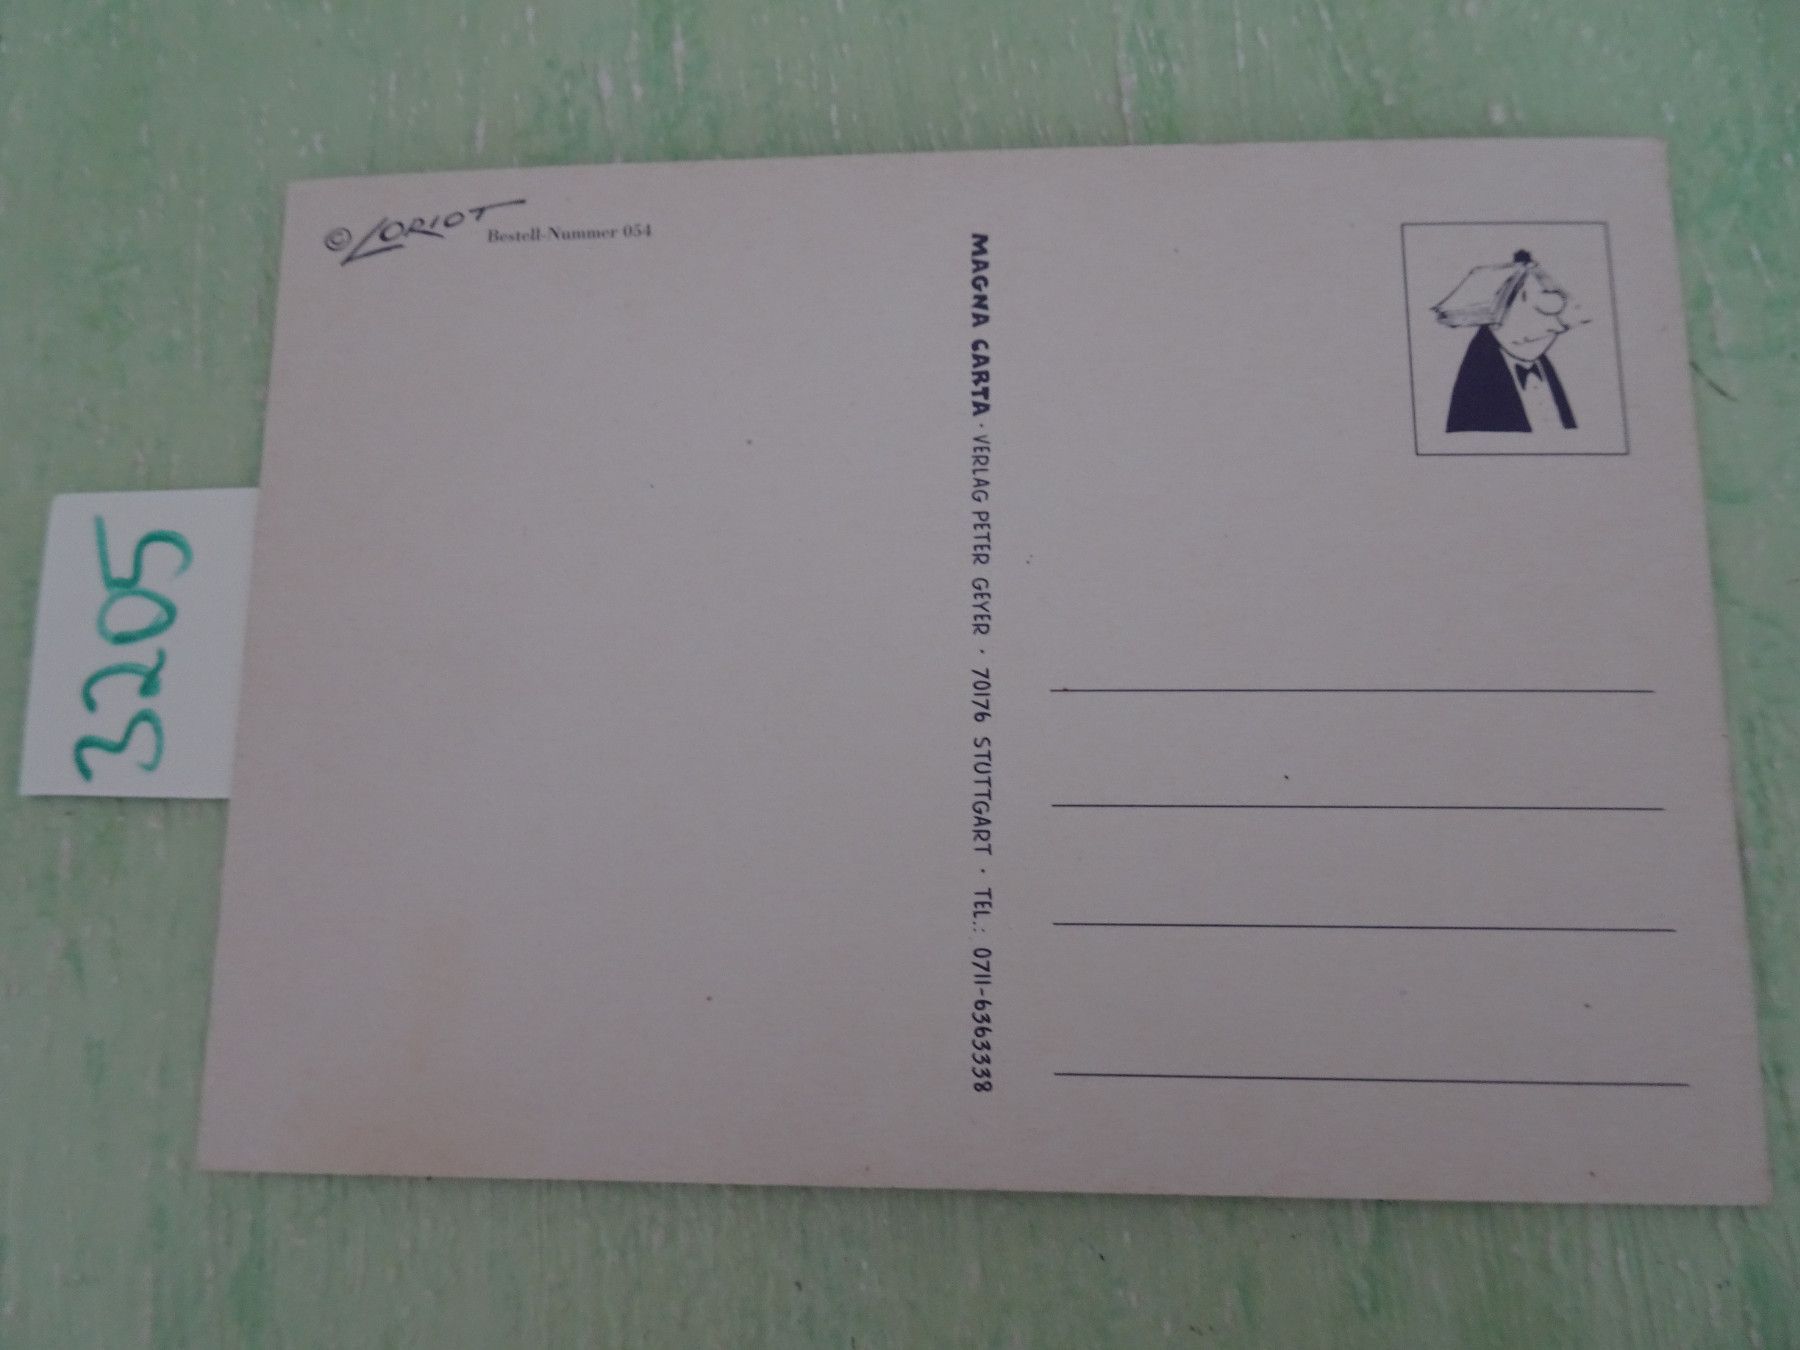 © LORIOT Bestell-Nummer 054
MAGNA CARTA · VERLAG PETER GEYER · 70176 STUTTGART · TEL.: 0711-6363338
3205